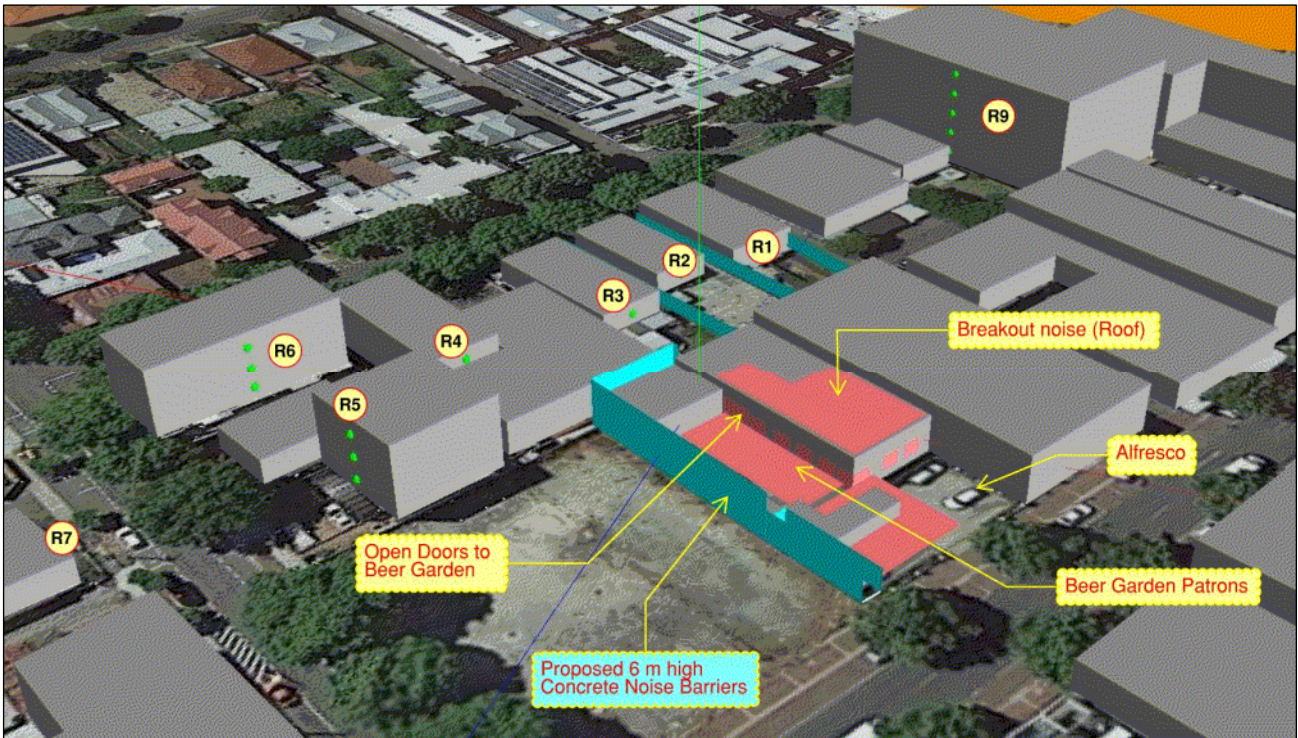 R9
R1
R2
R3
Breakout noise (Roof)
R4
R6
R5
Alfresco
R7
Open Doors to
Beer Garden
Beer Garden Patrons
Proposed 6 m high
Concrete Noise Barriers